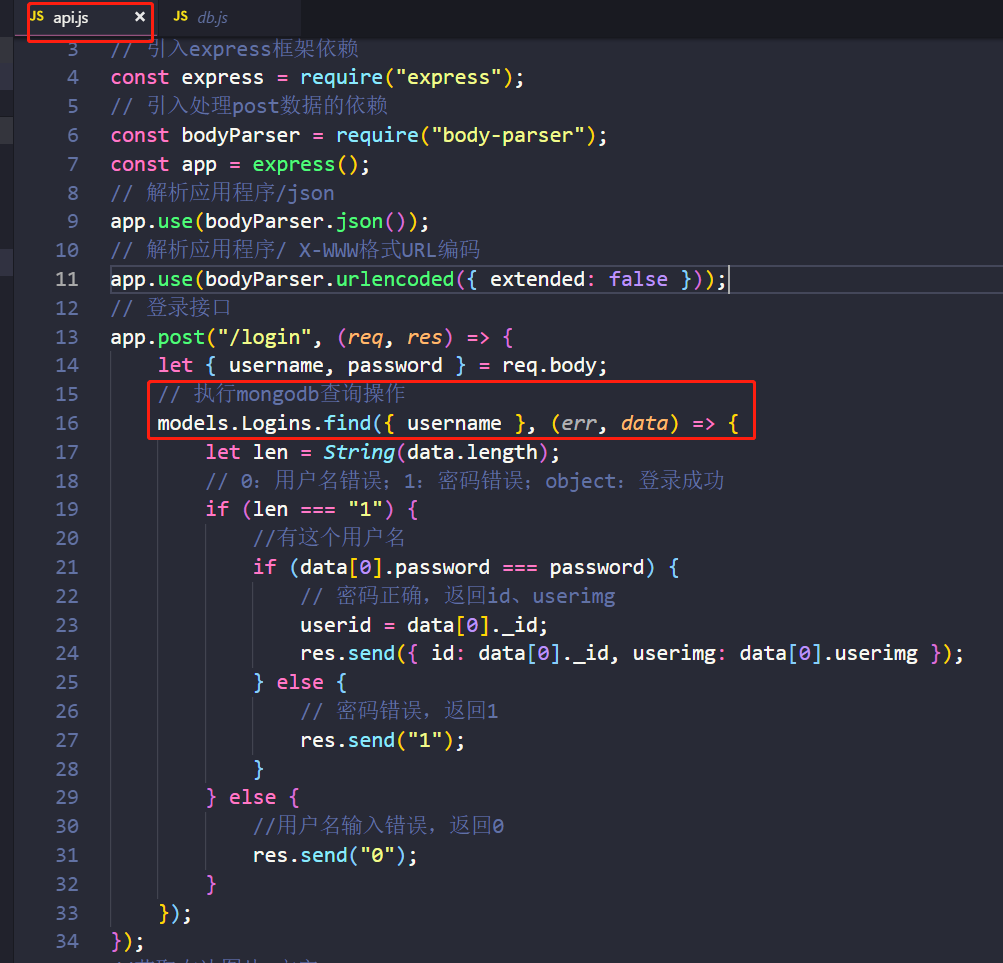 JS api.js × JS db.js
3 // 引入express框架依赖
4 const express = require("express");
5 // 引入处理post数据的依赖
6 const bodyParser = require("body-parser");
7 const app = express();
8 // 解析应用程序/json
9 app.use(bodyParser.json());
10 // 解析应用程序/ X-WWW格式URL编码
11 app.use(bodyParser.urlencoded({ extended: false }));
12 // 登录接口
13 app.post("/login", (req, res) => {
14 let { username, password } = req.body;
15 // 执行mongodb查询操作
16 models.Logins.find({ username }, (err, data) => {
17 let len = String(data.length);
18 // 0: 用户名错误；1: 密码错误；object: 登录成功
19 if (len === "1") {
20 //有这个用户名
21 if (data[0].password === password) {
22 // 密码正确，返回id、userimg
23 userid = data[0]._id;
24 res.send({ id: data[0]._id, userimg: data[0].userimg });
25 } else {
26 // 密码错误，返回1
27 res.send("1");
28 }
29 } else {
30 //用户名输入错误，返回0
31 res.send("0");
32 }
33 });
34 });